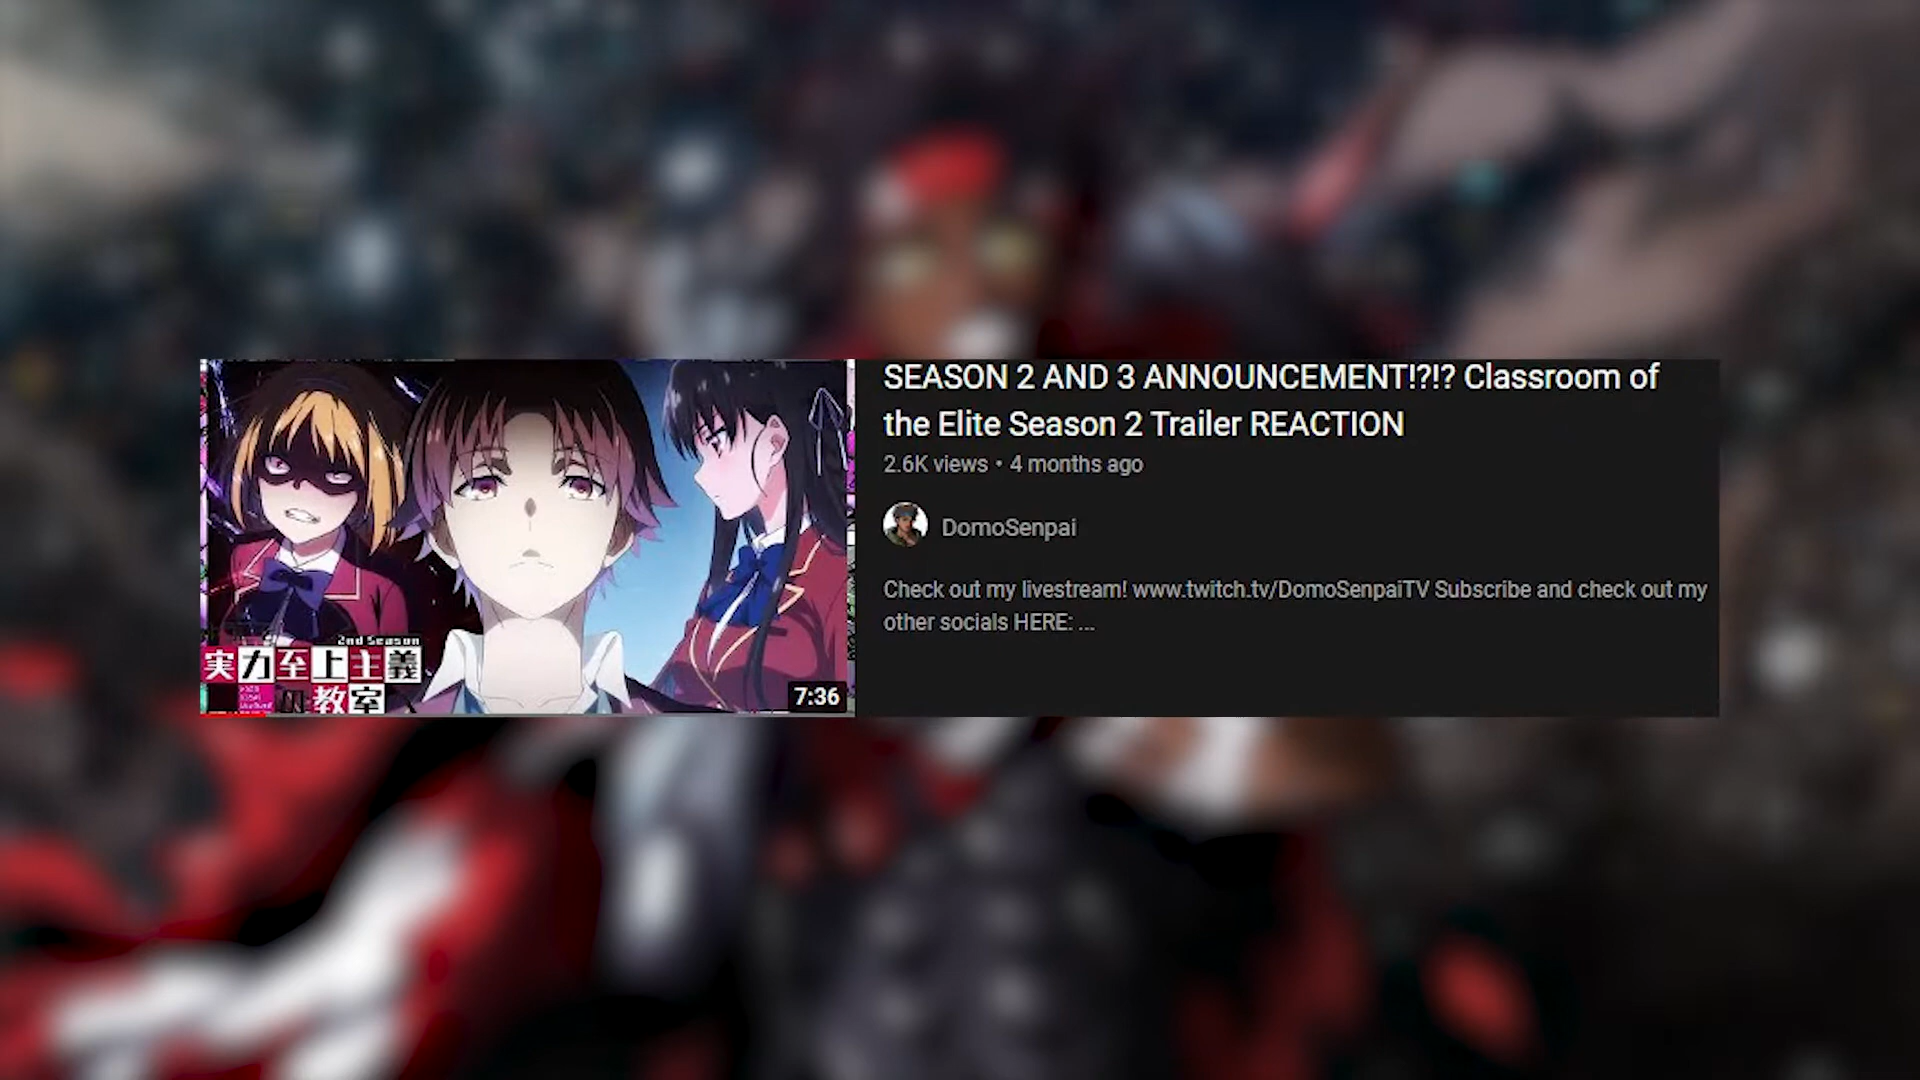 SEASON 2 AND 3 ANNOUNCEMENT!?!? Classroom of
the Elite Season 2 Trailer REACTION
2.6K views • 4 months ago
DomoSenpai
Check out my livestream! www.twitch.tv/DomoSenpaiTV Subscribe and check out my
other socials HERE: ...
2nd Season
実力至上主義
の教室
7:36